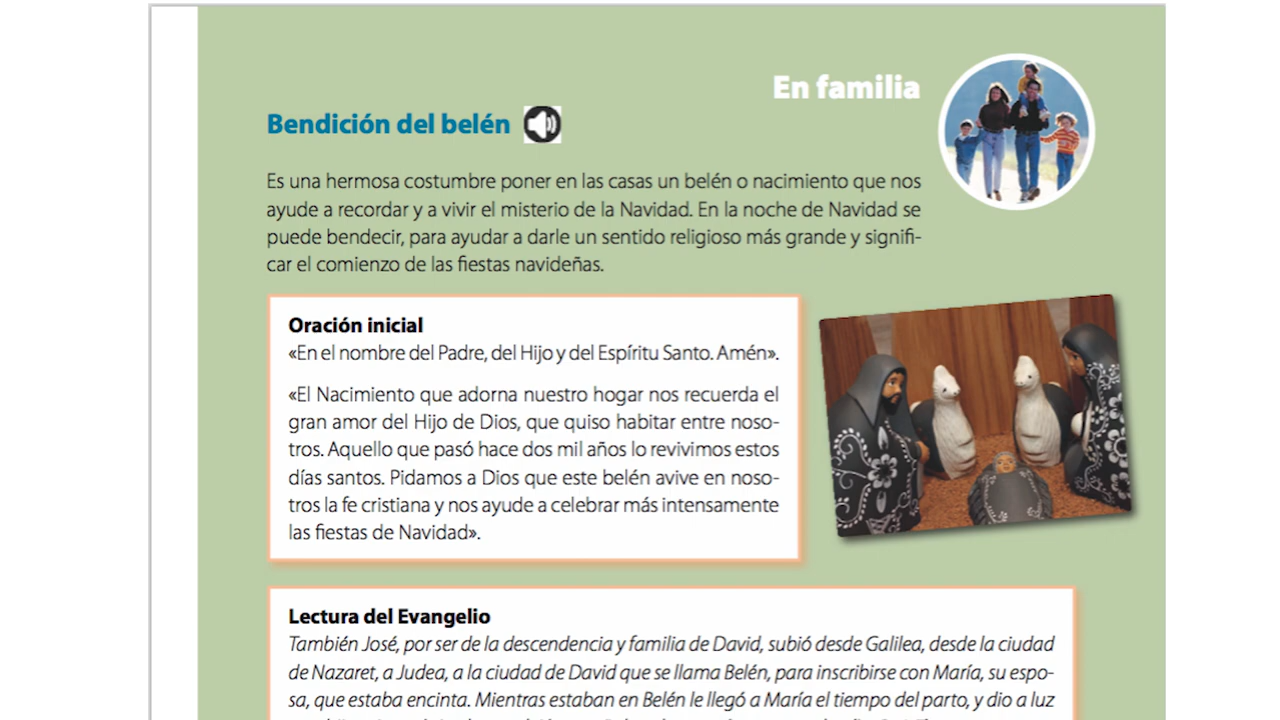 En familia
Bendición del belén
Es una hermosa costumbre poner en las casas un belén o nacimiento que nos
ayude a recordar y a vivir el misterio de la Navidad. En la noche de Navidad se
puede bendecir, para ayudar a darle un sentido religioso más grande y signifi-
car el comienzo de las fiestas navideñas.
Oración inicial
«En el nombre del Padre, del Hijo y del Espíritu Santo. Amén».
«El Nacimiento que adorna nuestro hogar nos recuerda el
gran amor del Hijo de Dios, que quiso habitar entre noso-
tros. Aquello que pasó hace dos mil años lo revivimos estos
días santos. Pidamos a Dios que este belén avive en noso-
tros la fe cristiana y nos ayude a celebrar más intensamente
las fiestas de Navidad».
Lectura del Evangelio
También José, por ser de la descendencia y familia de David, subió desde Galilea, desde la ciudad
de Nazaret, a Judea, a la ciudad de David que se llama Belén, para inscribirse con María, su espo-
sa, que estaba encinta. Mientras estaban en Belén le llegó a María el tiempo del parto, y dio a luz